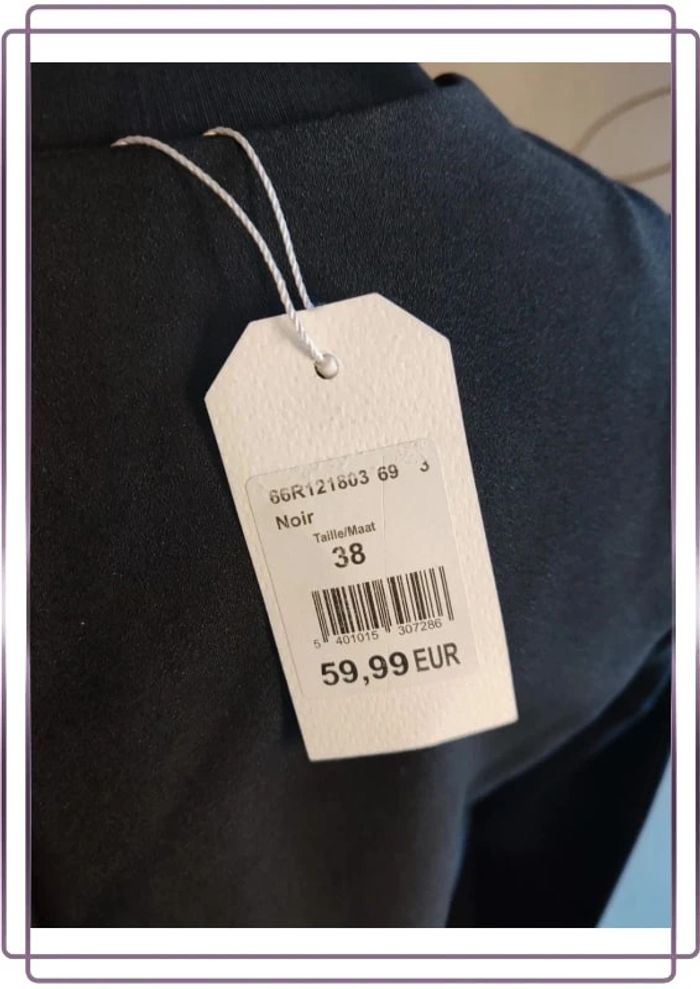 66R121803 69 3
Noir
Taille/Maat
38
5 401015 307286
59,99 EUR